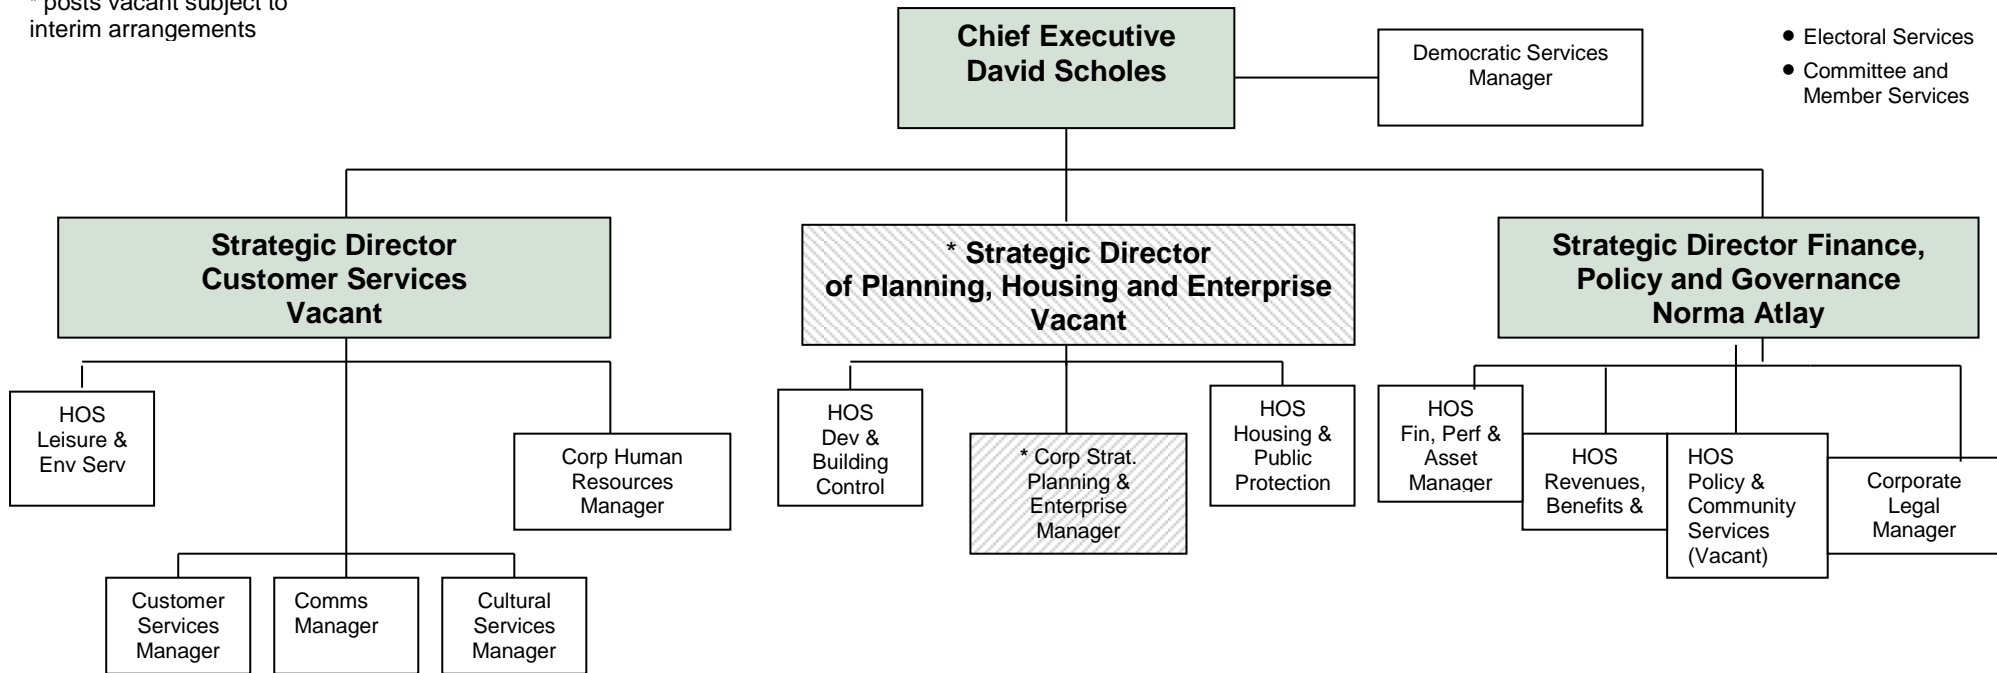 * posts vacant subject to
interim arrangements
Chief Executive
David Scholes
Democratic Services
Manager
• Electoral Services
• Committee and
Member Services
Strategic Director
Customer Services
Vacant
* Strategic Director
of Planning, Housing and Enterprise
Vacant
Strategic Director Finance,
Policy and Governance
Norma Atlay
HOS
Leisure &
Env Serv
Corp Human
Resources
Manager
Customer
Services
Manager
Comms
Manager
Cultural
Services
Manager
HOS
Dev &
Building
Control
* Corp Strat.
Planning &
Enterprise
Manager
HOS
Housing &
Public
Protection
HOS
Fin, Perf &
Asset
Manager
HOS
Revenues,
Benefits &
HOS
Policy &
Community
Services
(Vacant)
Corporate
Legal
Manager